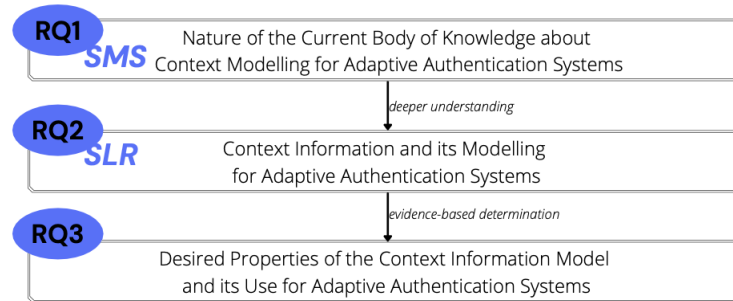 RQ1
SMS
Nature of the Current Body of Knowledge about
Context Modelling for Adaptive Authentication Systems
deeper understanding
RQ2
SLR
Context Information and its Modelling
for Adaptive Authentication Systems
evidence-based determination
RQ3
Desired Properties of the Context Information Model
and its Use for Adaptive Authentication Systems